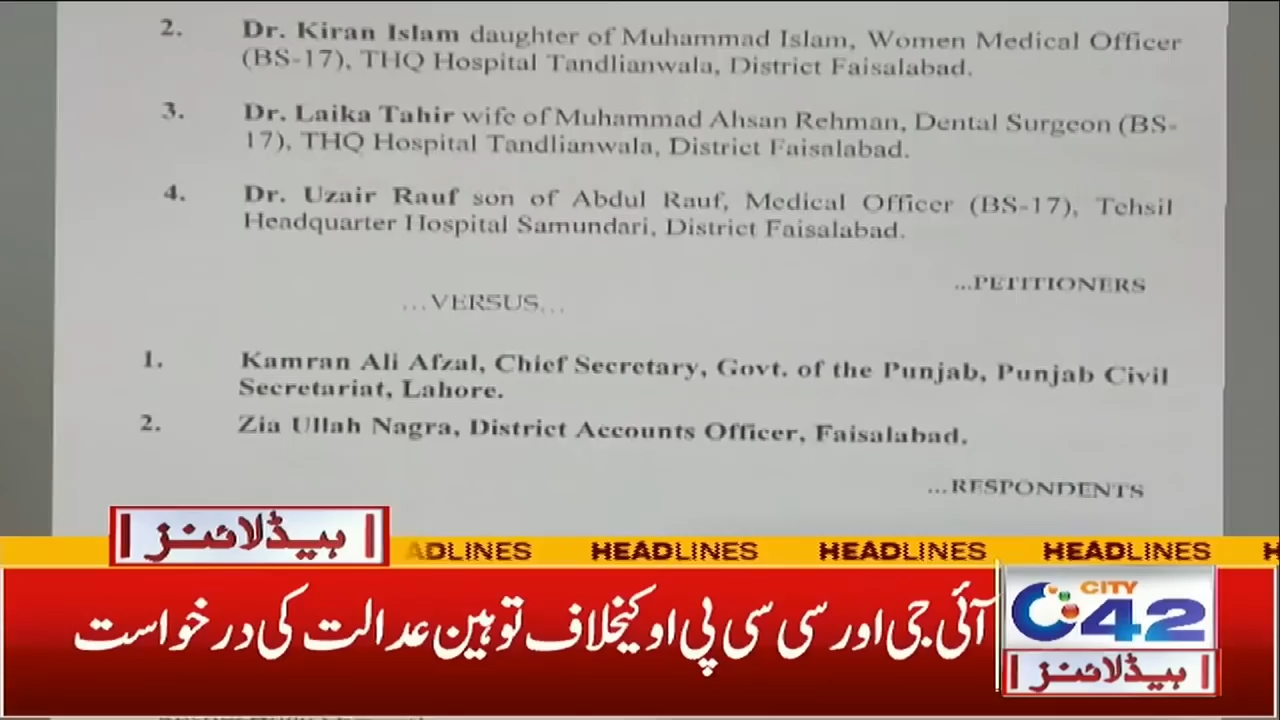 2. Dr. Kiran Islam daughter of Muhammad Islam, Women Medical Officer
(BS-17), THQ Hospital Tandlianwala, District Faisalabad.
3. Dr. Laika Tahir wife of Muhammad Ahsan Rehman, Dental Surgeon (BS-
17), THQ Hospital Tandlianwala, District Faisalabad.
4. Dr. Uzair Rauf son of Abdul Rauf, Medical Officer (BS-17), Tehsil
Headquarter Hospital Samundari, District Faisalabad.
...PETITIONERS
...VERSUS...
1. Kamran Ali Afzal, Chief Secretary, Govt. of the Punjab, Punjab Civil
Secretariat, Lahore.
2. Zia Ullah Nagra, District Accounts Officer, Faisalabad.
...RESPONDENTS
ہیڈلائنز
ADLINES HEADLINES HEADLINES HEADLINES H
آئی جی اور سی سی پی او کیخلاف توہین عدالت کی درخواست
CITY
42
ہیڈلائنز